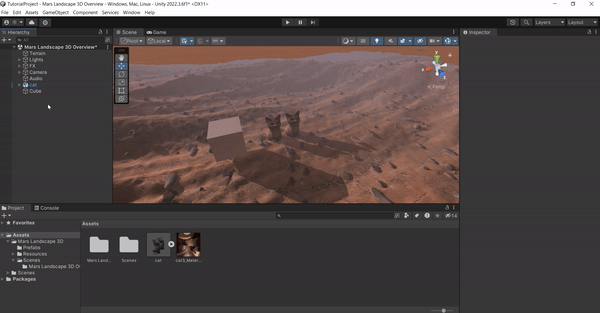 TutorialProject - Mars Landscape 3D Overview - Windows, Mac, Linux - Unity 2022.3.6f1* <DX11>
File Edit Assets GameObject Component Services Window Help
Layers Layout
Hierarchy Scene Game Inspector
All
Pivot Local
Mars Landscape 3D Overview*
Terrain
Lights
FX
Camera
Audio
cat
Cube
Persp
Project Console
14
Favorites
Assets
Mars Landscape 3D
Prefabs
Resources
Scenes
Mars Landscape 3D Ov
Scenes
Packages
Assets
Mars Land... Scenes cat cat3_Mater...